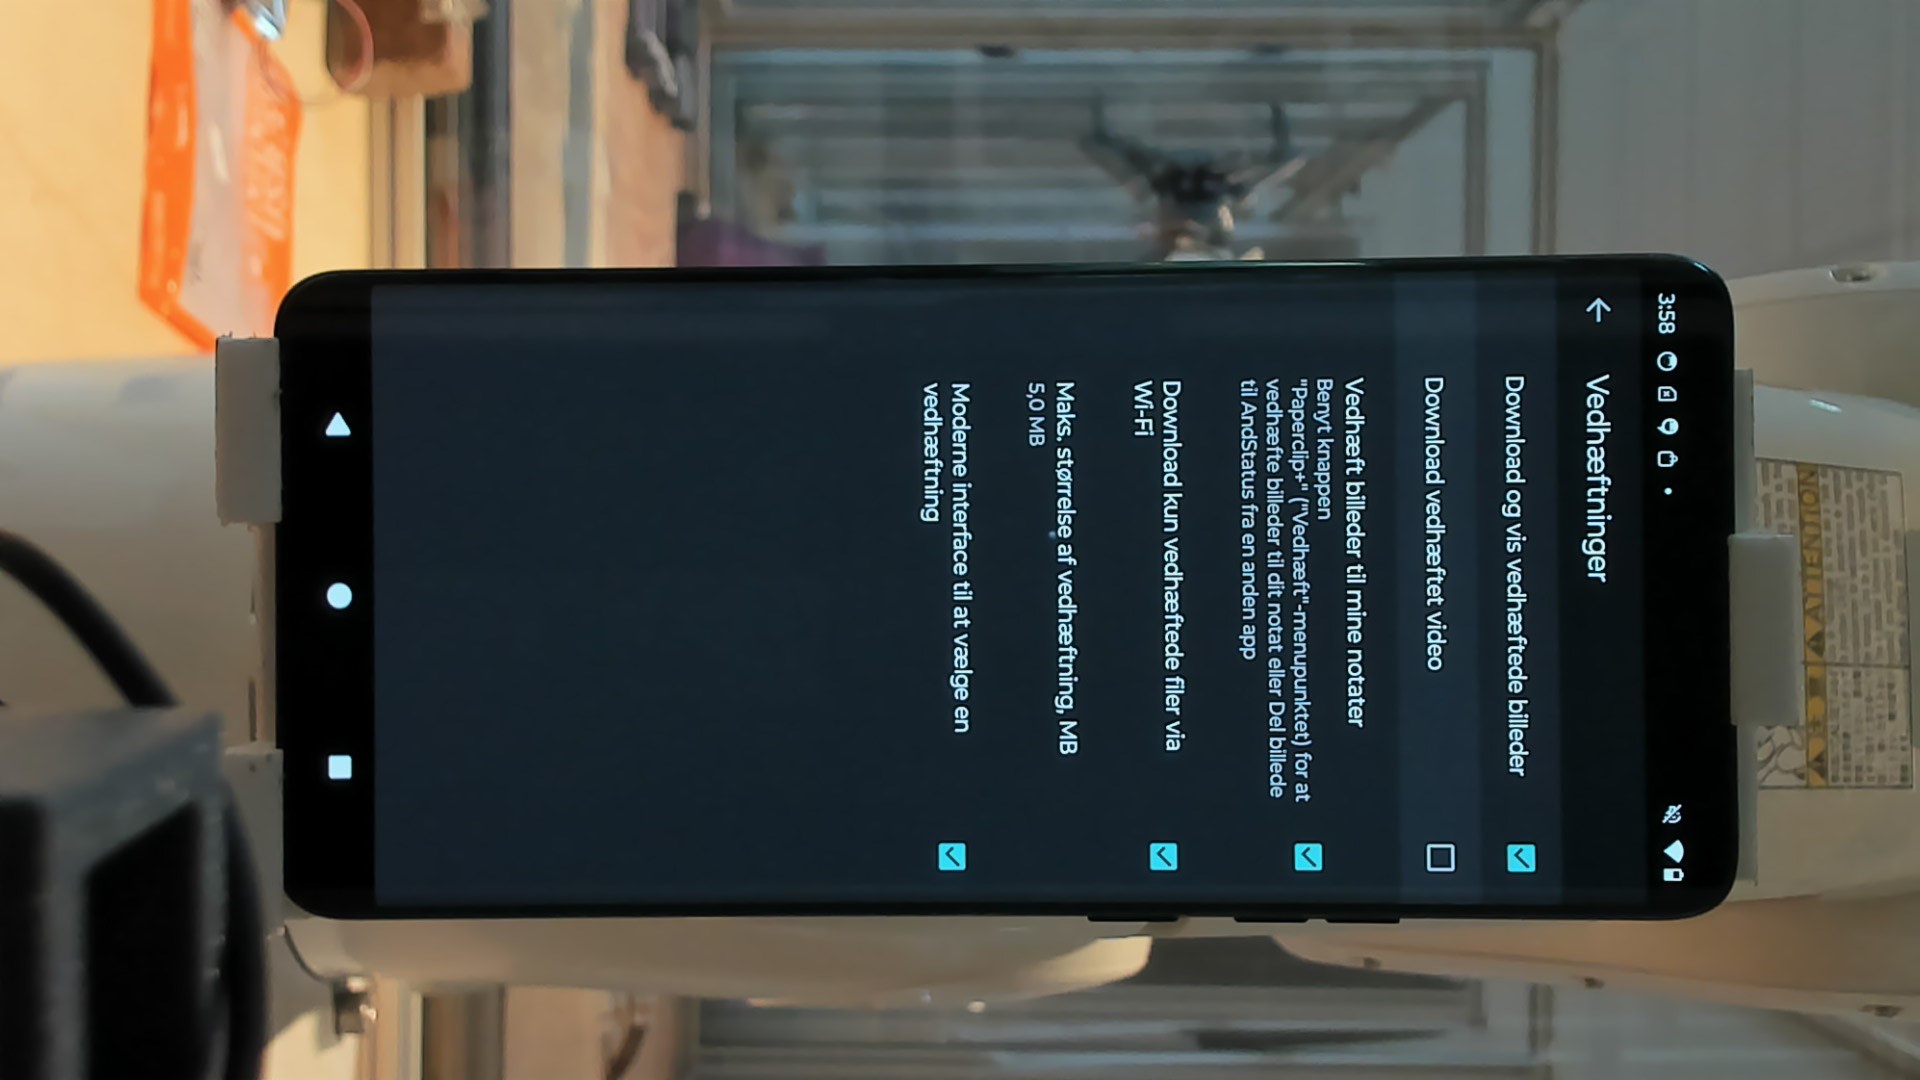 3:58
Vedhæftninger
Download og vis vedhæftede billeder
Download vedhæftet video
Vedhæft billeder til mine notater
Benyt knappen
"Paperclip+" ("Vedhæft"-menupunktet) for at
vedhæfte billeder til dit notat eller Del billede
til AndStatus fra en anden app
Download kun vedhæftede filer via
Wi-Fi
Maks. størrelse af vedhæftning, MB
5,0 MB
Moderne interface til at vælge en
vedhæftning